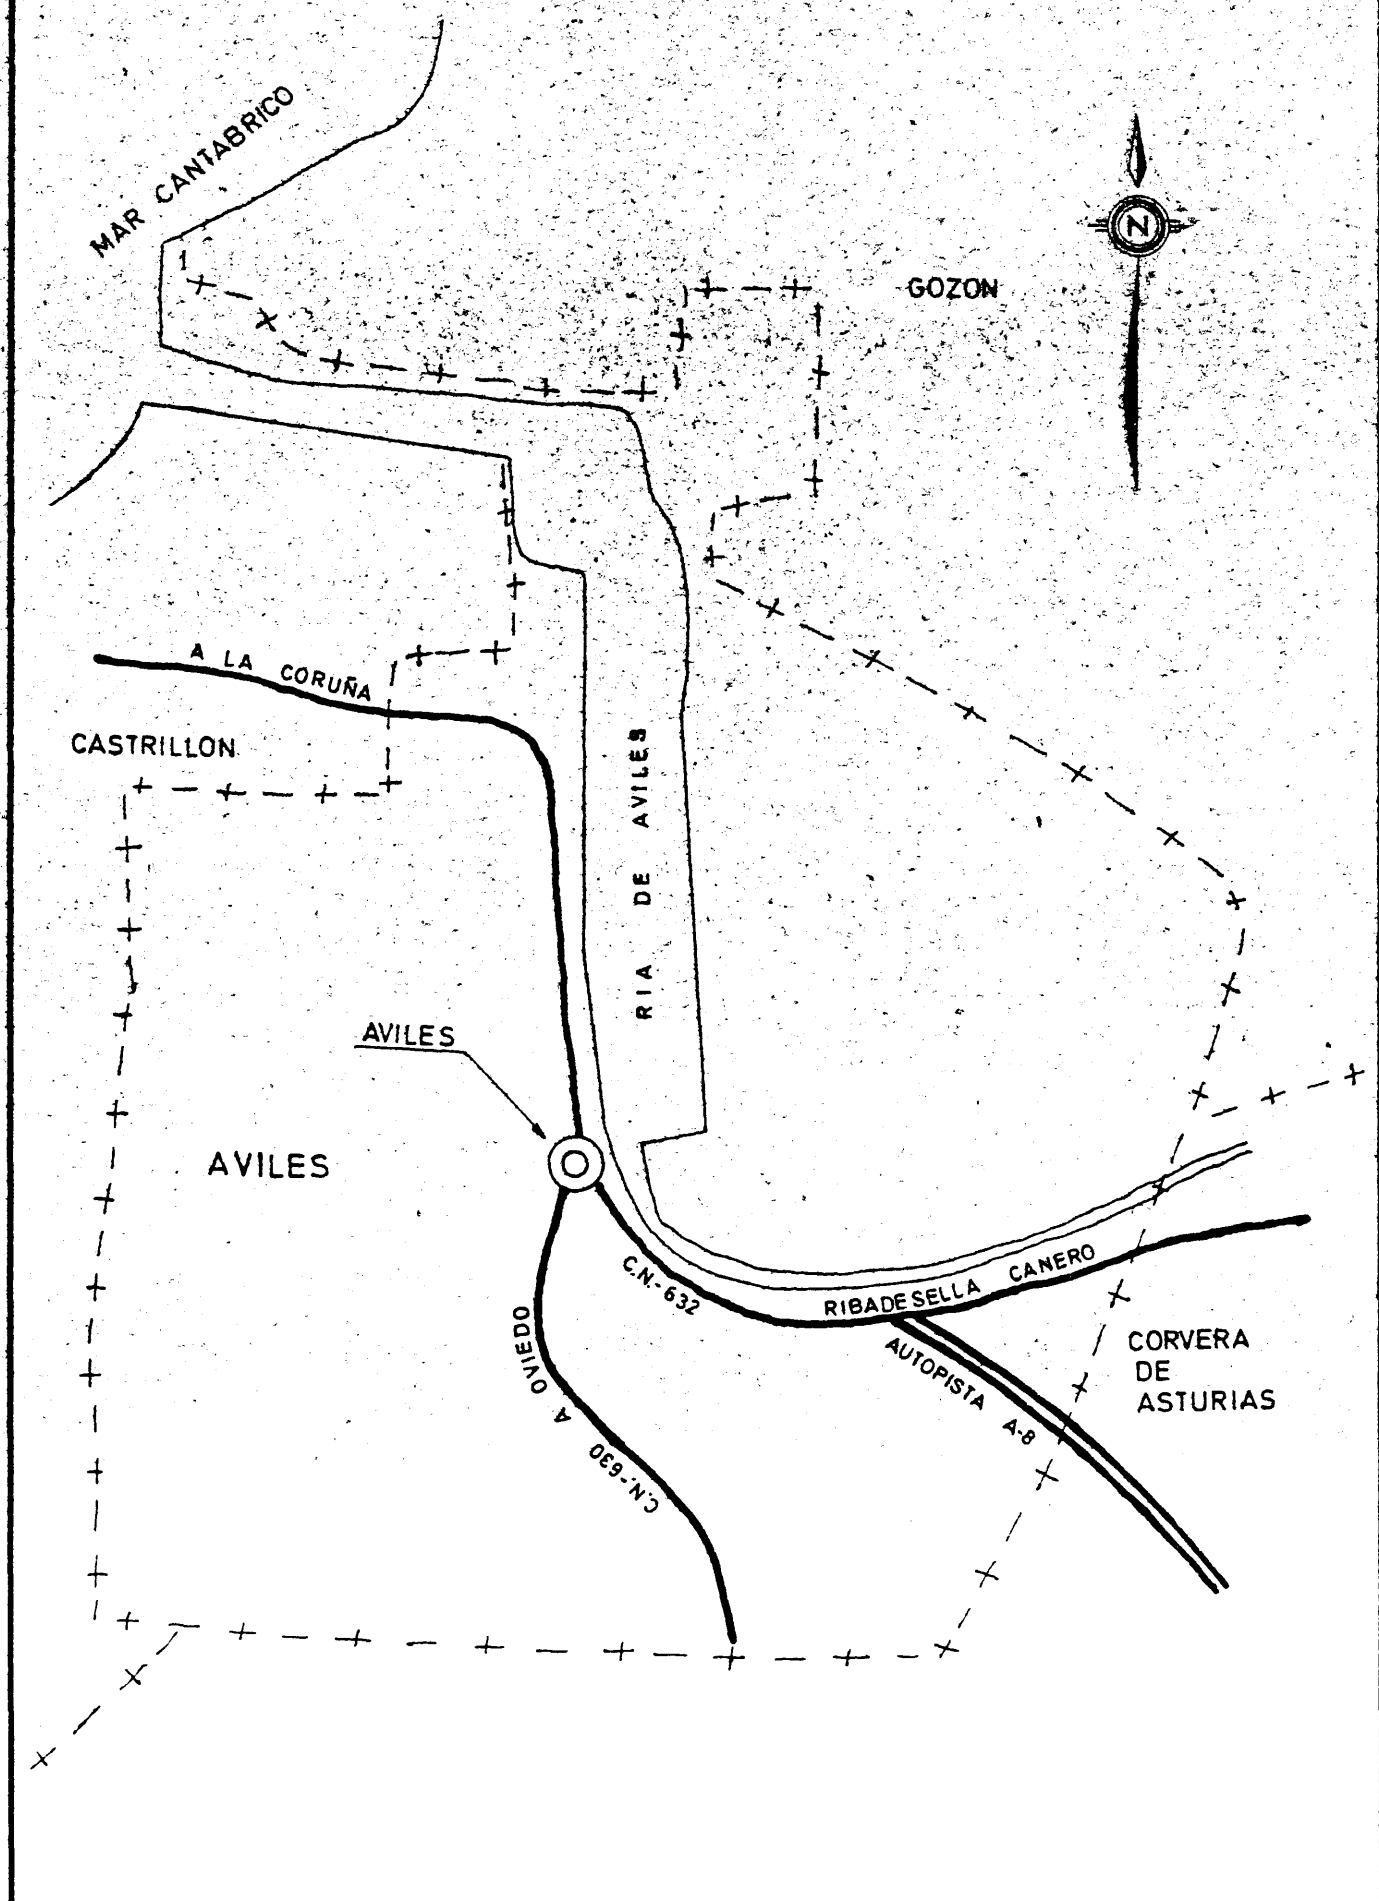 MAR CANTABRICO
N
GOZON
A LA CORUÑA
CASTRILLON
RIA DE AVILES
AVILES
AVILES
C.N.-632
RIBADESELLA CANERO
A OVIEDO
C.N.-630
AUTOPISTA A-8
CORVERA
DE
ASTURIAS